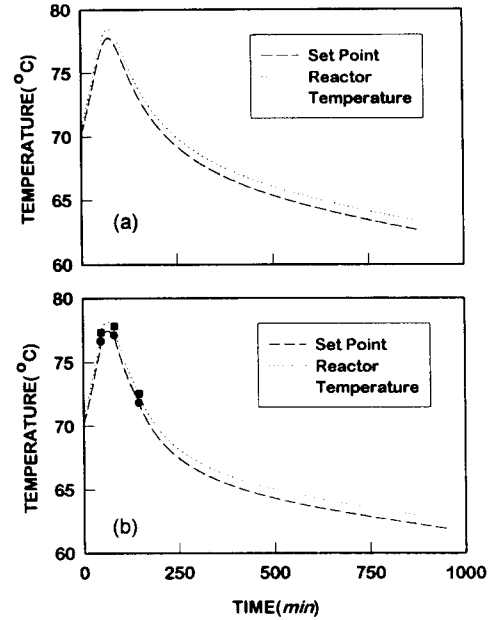 80
75
70
65
60
TEMPERATURE(°C)
Set Point
Reactor
Temperature
(a)
80
75
70
65
60
TEMPERATURE(°C)
Set Point
Reactor
Temperature
(b)
0
250
500
750
1000
TIME(min)